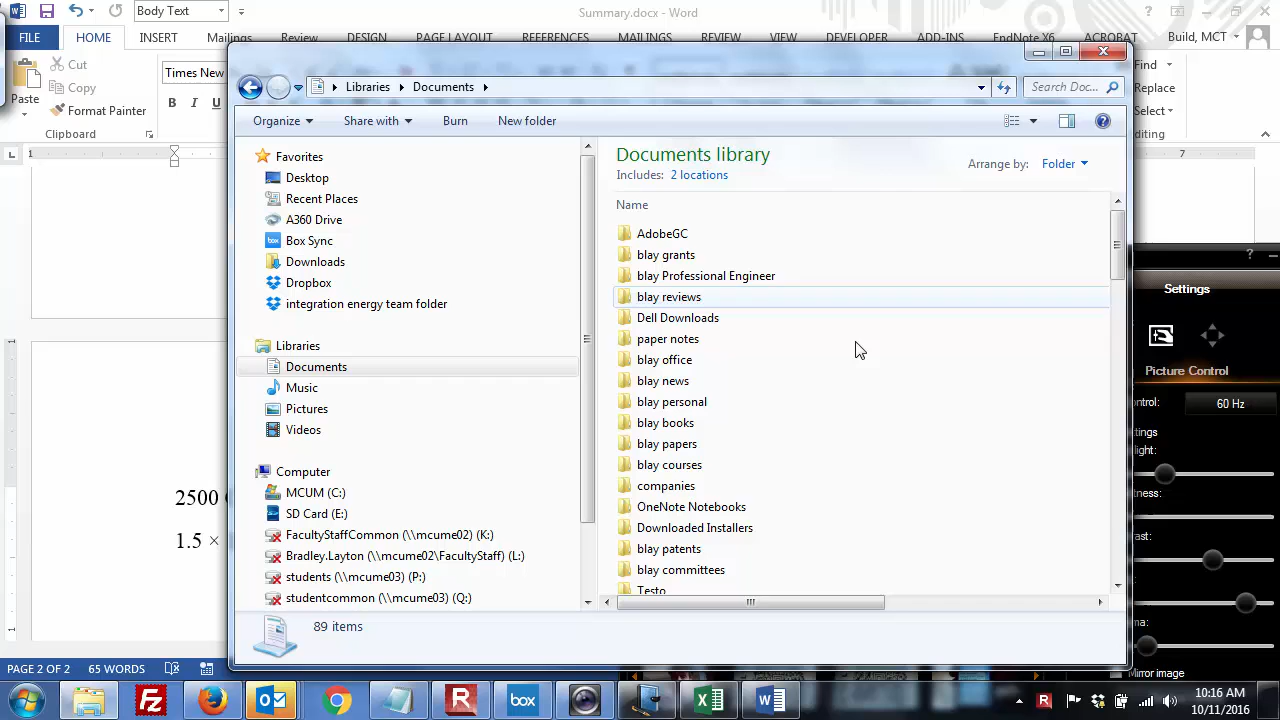 Body Text
Summary.docx - Word
FILE
HOME
INSERT
Mailings
Review
DESIGN
PAGE LAYOUT
REFERENCES
MAILINGS
REVIEW
VIEW
DEVELOPER
ADD-INS
EndNote X6
ACROBAT
Build, MCT
Paste
Cut
Copy
Format Painter
Clipboard
Times New
B I
Find
Replace
Select
Libraries
Documents
Search Doc...
Organize
Share with
Burn
New folder
Favorites
Desktop
Recent Places
A360 Drive
Box Sync
Downloads
Dropbox
integration energy team folder
Libraries
Documents
Music
Pictures
Videos
Computer
MCUM (C:)
SD Card (E:)
FacultyStaffCommon (\\mcume02) (K:)
Bradley.Layton (\\mcume02\FacultyStaff) (L:)
students (\\mcume03) (P:)
studentcommon (\\mcume03) (Q:)
Documents library
Includes: 2 locations
Arrange by: Folder
Name
AdobeGC
blay grants
blay Professional Engineer
blay reviews
Dell Downloads
paper notes
blay office
blay news
blay personal
blay books
blay papers
blay courses
companies
OneNote Notebooks
Downloaded Installers
blay patents
blay committees
Testo
89 items
1
7
2500
1.5 ×
Settings
Picture Control
60 Hz
Mirror image
PAGE 2 OF 2
65 WORDS
box
10:16 AM
10/11/2016